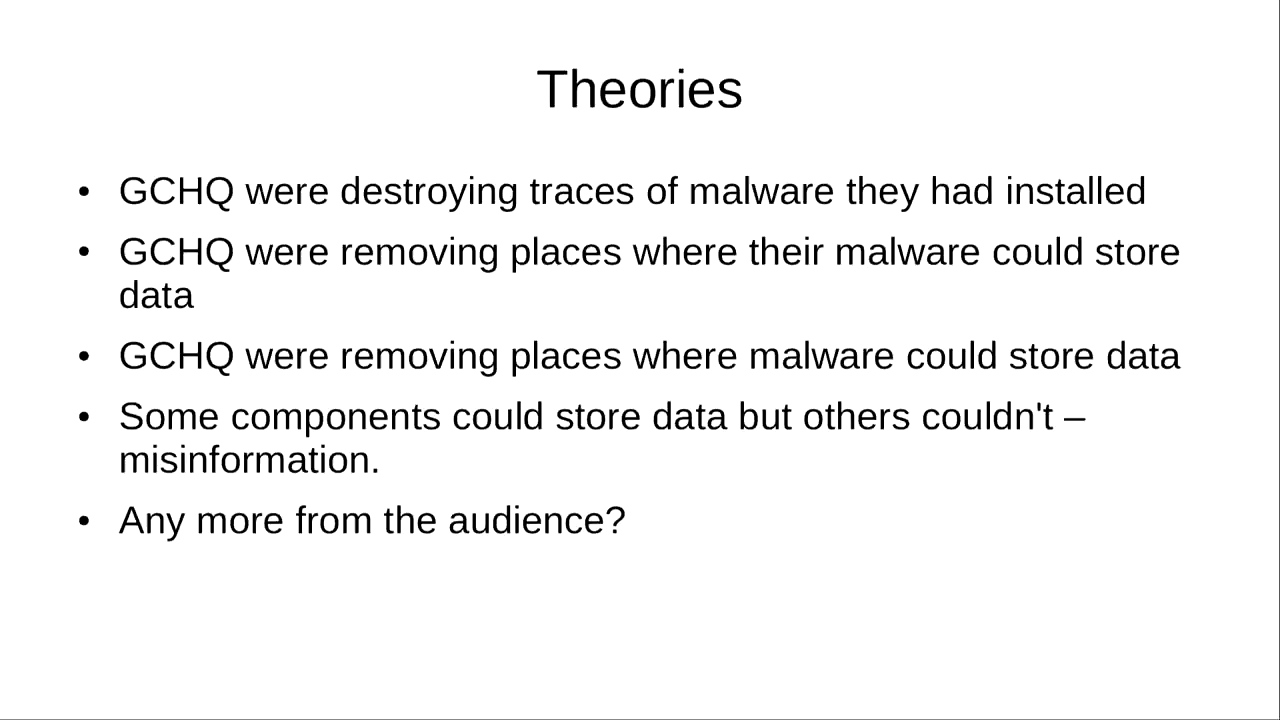 Theories
• GCHQ were destroying traces of malware they had installed
• GCHQ were removing places where their malware could store
data
• GCHQ were removing places where malware could store data
• Some components could store data but others couldn't –
misinformation.
• Any more from the audience?